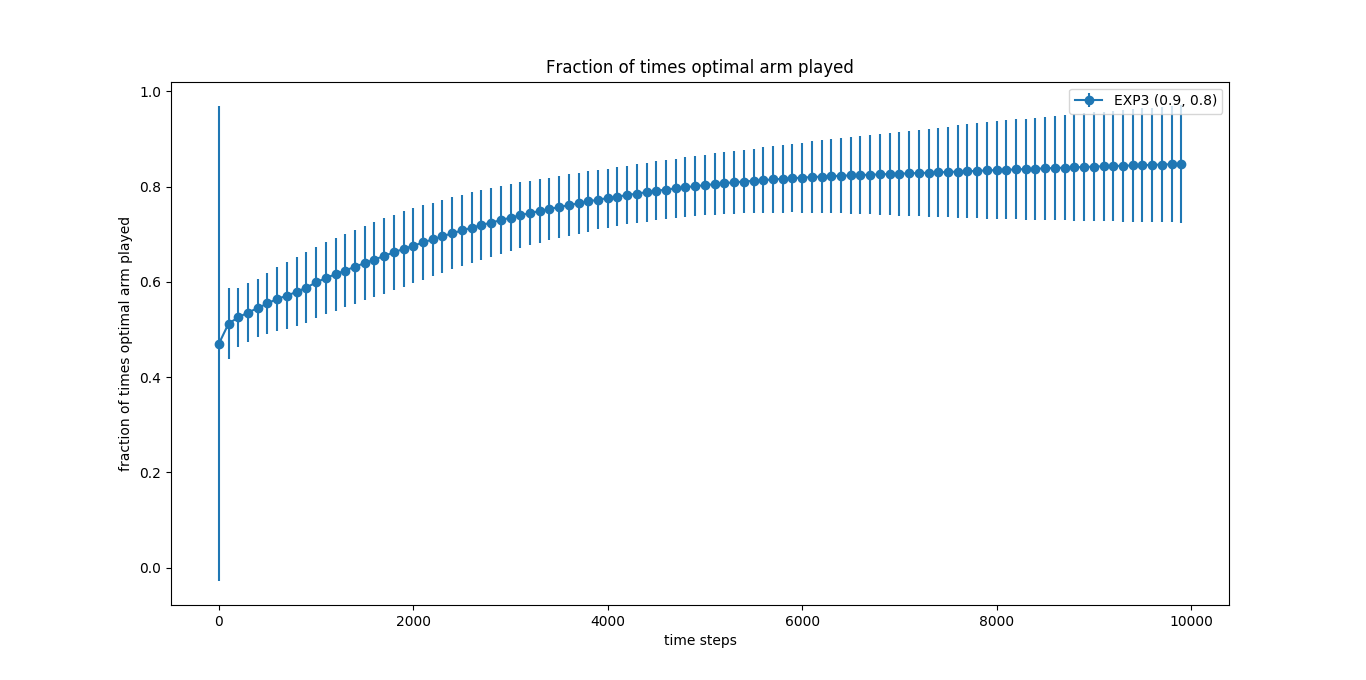 Fraction of times optimal arm played
EXP3 (0.9, 0.8)
fraction of times optimal arm played
1.0
0.8
0.6
0.4
0.2
0.0
0 2000 4000 6000 8000 10000
time steps